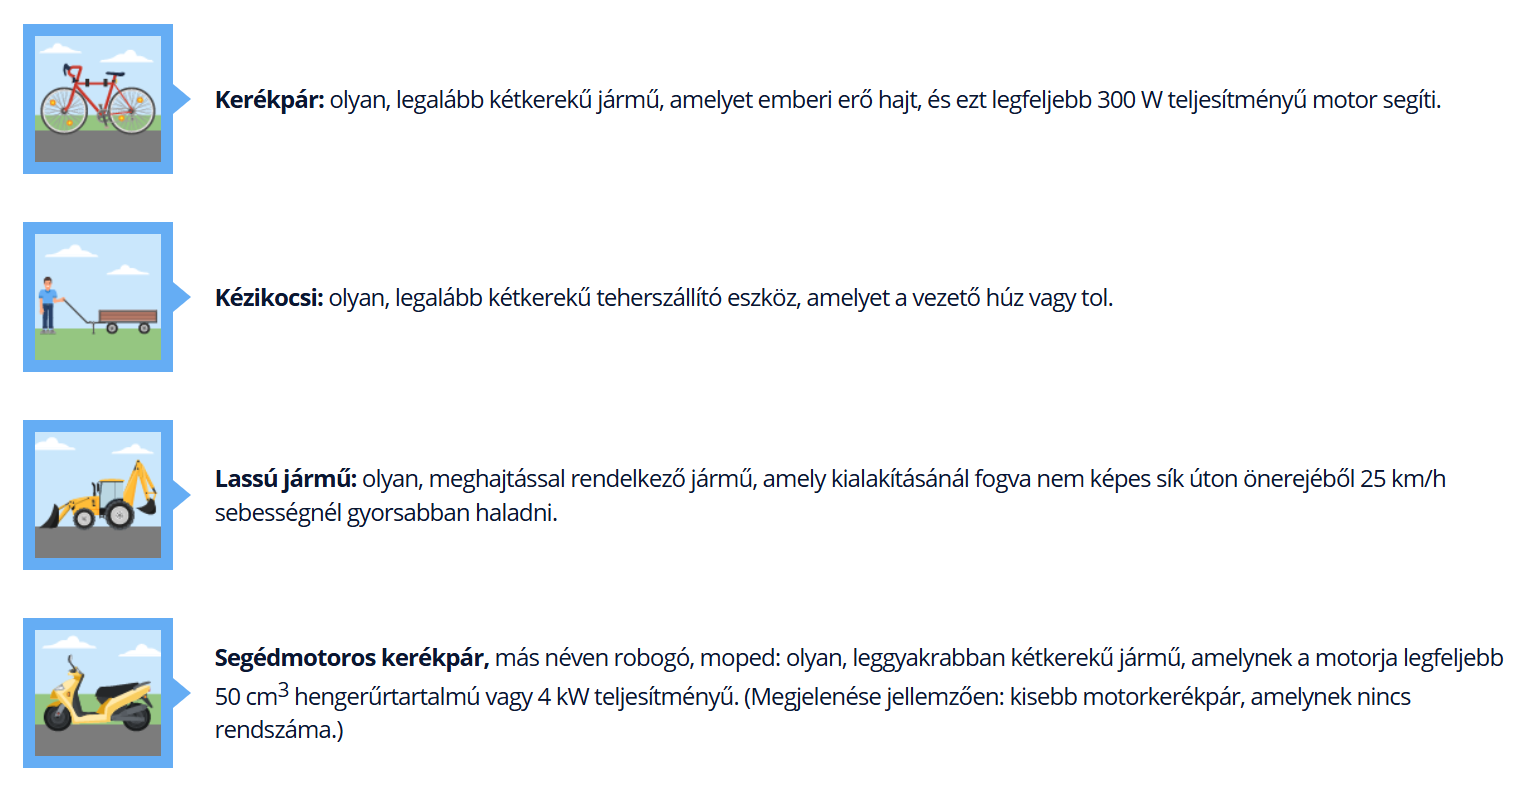 Kerékpár: olyan, legalább kétkerekű jármű, amelyet emberi erő hajt, és ezt legfeljebb 300 W teljesítményű motor segíti.
Kézikocsi: olyan, legalább kétkerekű teherszállító eszköz, amelyet a vezető húz vagy tol.
Lassú jármű: olyan, meghajtással rendelkező jármű, amely kialakításánál fogva nem képes sík úton önerejéből 25 km/h
sebességnél gyorsabban haladni.
Segédmotoros kerékpár, más néven robogó, moped: olyan, leggyakrabban kétkerekű jármű, amelynek a motorja legfeljebb
50 cm³ hengerűrtartalmú vagy 4 kW teljesítményű. (Megjelenése jellemzően: kisebb motorkerékpár, amelynek nincs
rendszáma.)